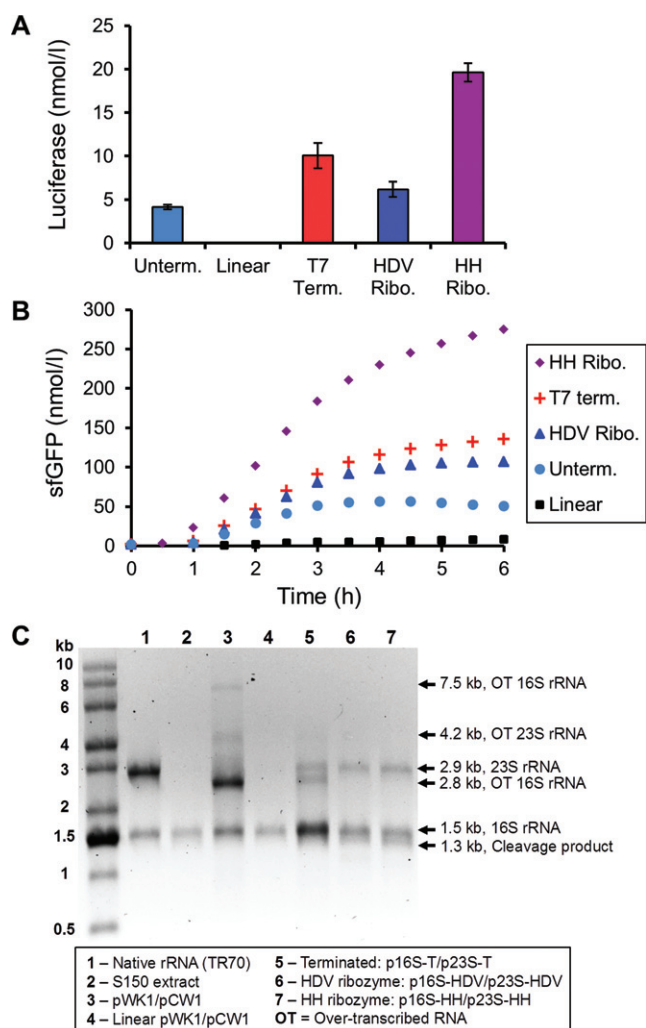 A
Luciferase (nmol/l)
25
20
15
10
5
0
Unterm.
Linear
T7
Term.
HDV
Ribo.
HH
Ribo.
B
sfGFP (nmol/l)
300
250
200
150
100
50
0
0 1 2 3 4 5 6
Time (h)
HH Ribo.
T7 term.
HDV Ribo.
Unterm.
Linear
C
kb
1 2 3 4 5 6 7
10
8
6
4
3
2
1.5
1
0.5
7.5 kb, OT 16S rRNA
4.2 kb, OT 23S rRNA
2.9 kb, 23S rRNA
2.8 kb, OT 16S rRNA
1.5 kb, 16S rRNA
1.3 kb, Cleavage product
1 – Native rRNA (TR70)
2 – S150 extract
3 – pWK1/pCW1
4 – Linear pWK1/pCW1
5 – Terminated: p16S-T/p23S-T
6 – HDV ribozyme: p16S-HDV/p23S-HDV
7 – HH ribozyme: p16S-HH/p23S-HH
OT = Over-transcribed RNA